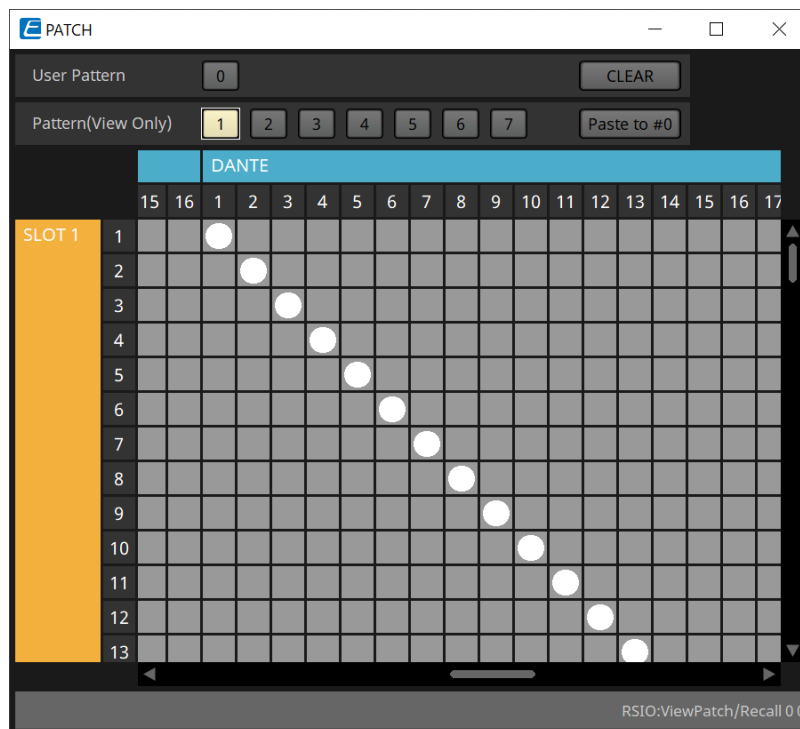 E PATCH
User Pattern 0 CLEAR
Pattern(View Only) 1 2 3 4 5 6 7 Paste to #0
DANTE
15 16 1 2 3 4 5 6 7 8 9 10 11 12 13 14 15 16 17
SLOT 1 1
2
3
4
5
6
7
8
9
10
11
12
13
RSIO:ViewPatch/Recall 0